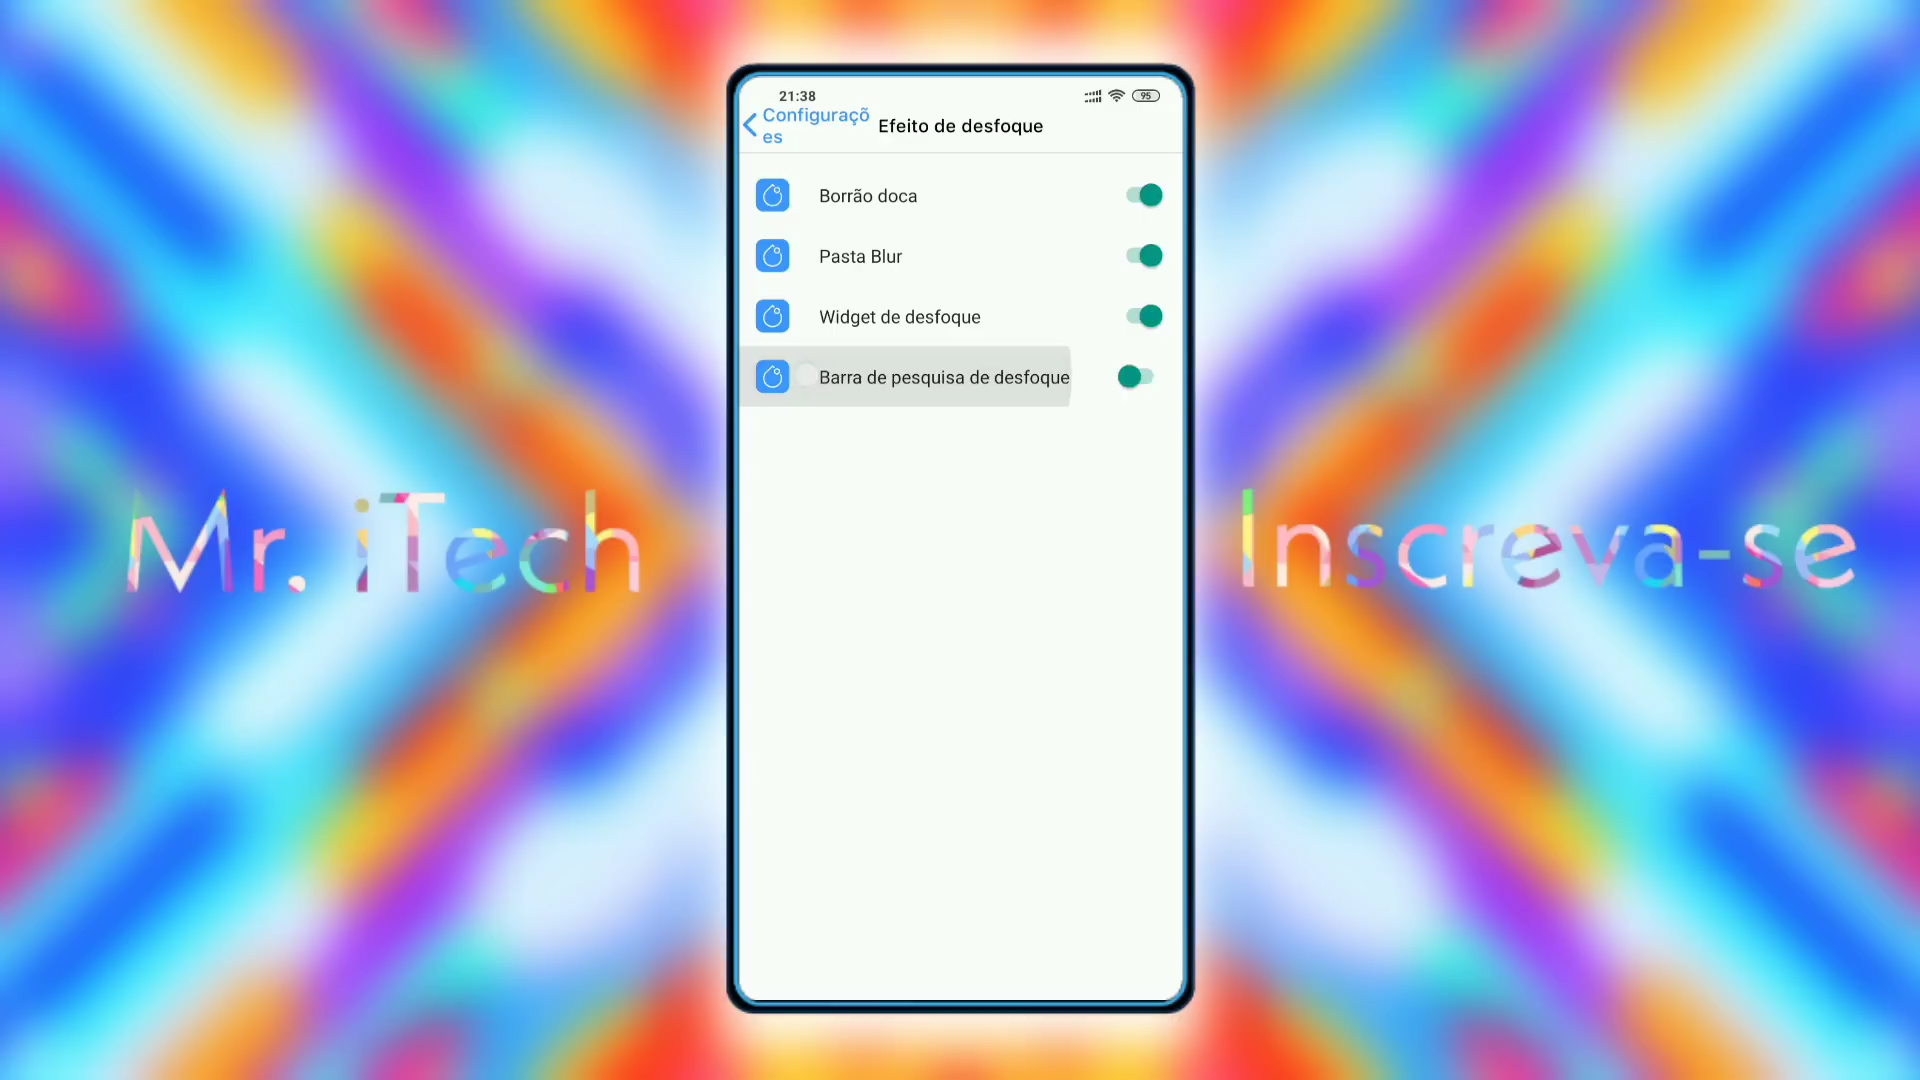 21:38
95
Configuraçõ
es
Efeito de desfoque
Borrão doca
Pasta Blur
Widget de desfoque
Barra de pesquisa de desfoque
Mr. iTech
Inscreva-se